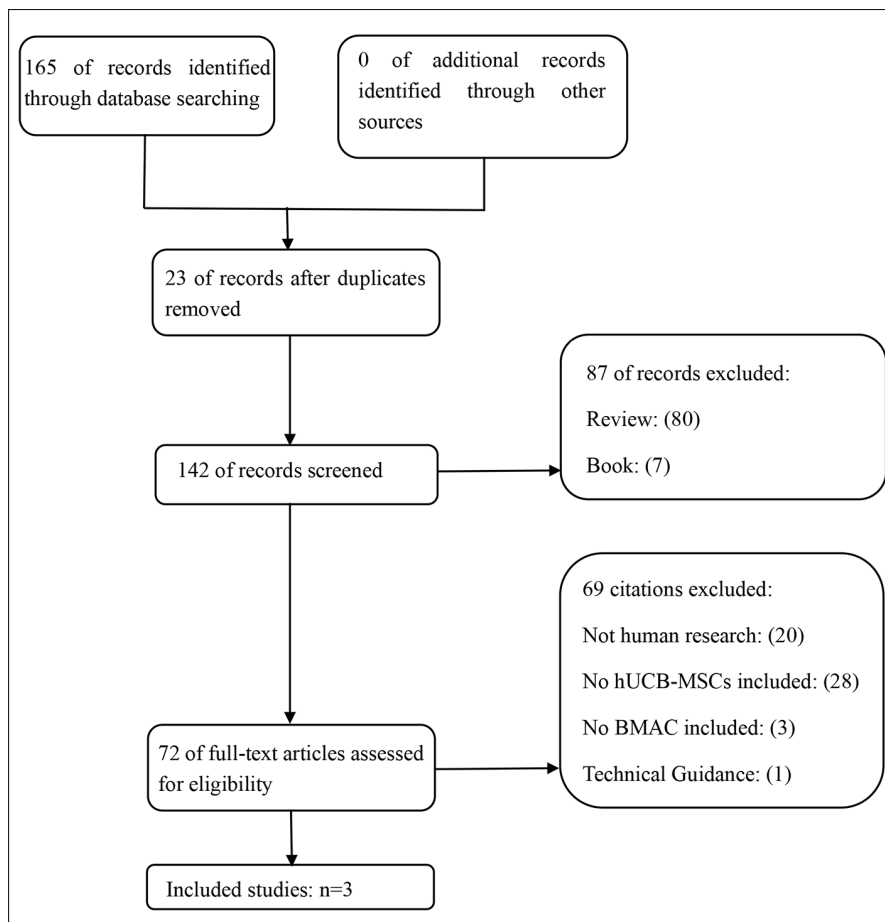 165 of records identified
through database searching
0 of additional records
identified through other
sources
23 of records after duplicates
removed
87 of records excluded:
Review: (80)
Book: (7)
142 of records screened
69 citations excluded:
Not human research: (20)
No hUCB-MSCs included: (28)
No BMAC included: (3)
Technical Guidance: (1)
72 of full-text articles assessed
for eligibility
Included studies: n=3